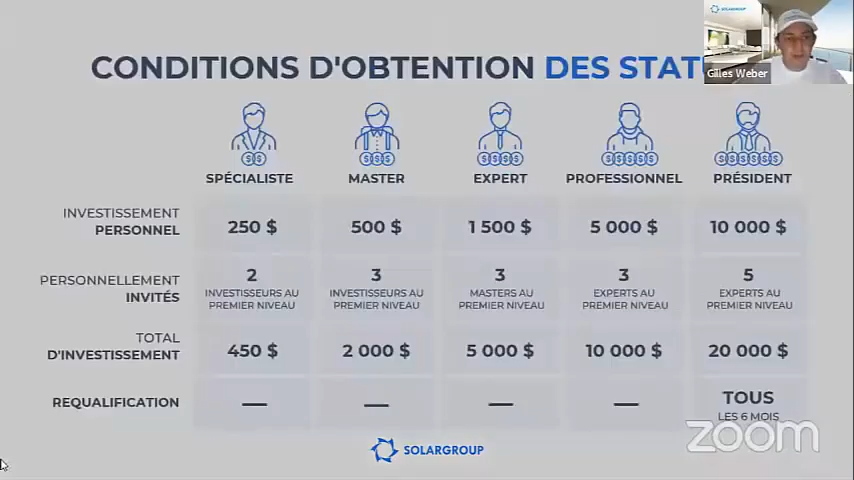 SOLARGROUP
Gilles Weber
CONDITIONS D'OBTENTION DES STAT
SPÉCIALISTE MASTER EXPERT PROFESSIONNEL PRÉSIDENT
INVESTISSEMENT
PERSONNEL
250 $ 500 $ 1 500 $ 5 000 $ 10 000 $
PERSONNELLEMENT
INVITÉS
2 3 3 3 5
INVESTISSEURS AU INVESTISSEURS AU MASTERS AU EXPERTS AU EXPERTS AU
PREMIER NIVEAU PREMIER NIVEAU PREMIER NIVEAU PREMIER NIVEAU PREMIER NIVEAU
TOTAL
D'INVESTISSEMENT
450 $ 2 000 $ 5 000 $ 10 000 $ 20 000 $
REQUALIFICATION — — — — TOUS
LES 6 MOIS
zoom
SOLARGROUP